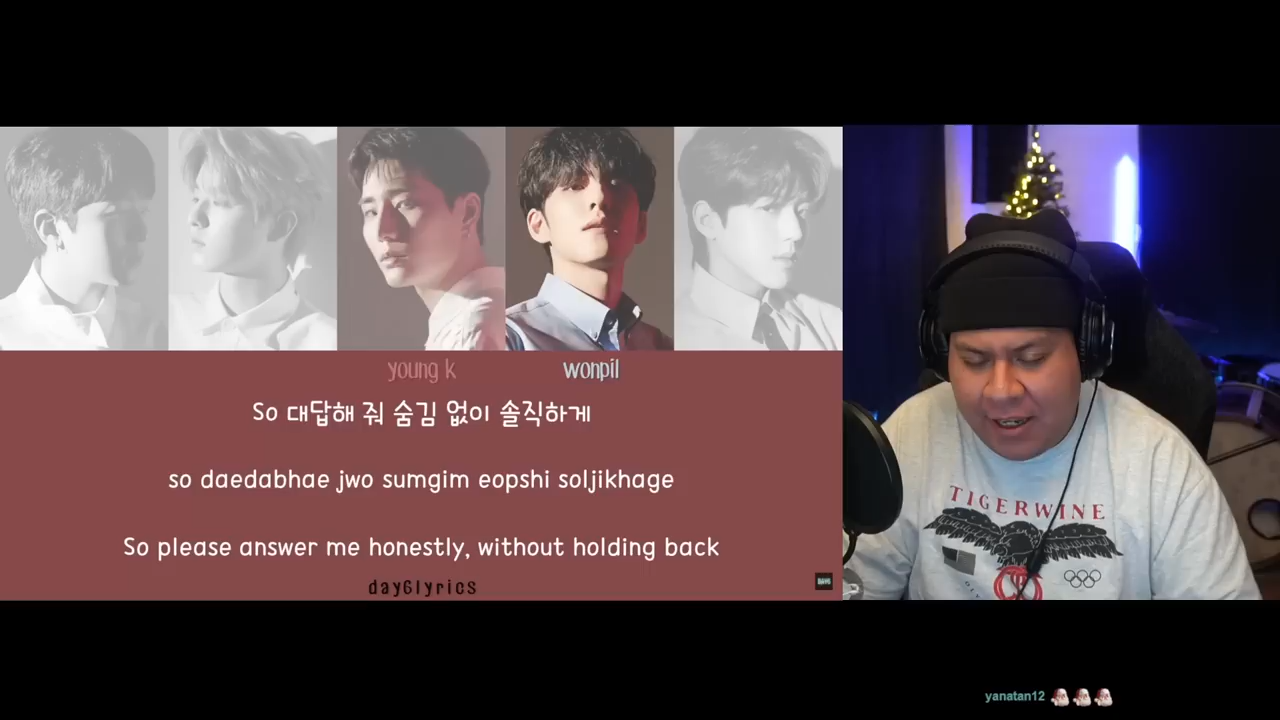 young k
wonpil
So 대답해 줘 숨김 없이 솔직하게
so daedabhae jwo sumgim eopshi soljikhage
So please answer me honestly, without holding back
day6lyrics
DAY6
TIGERWINE
yanatan12